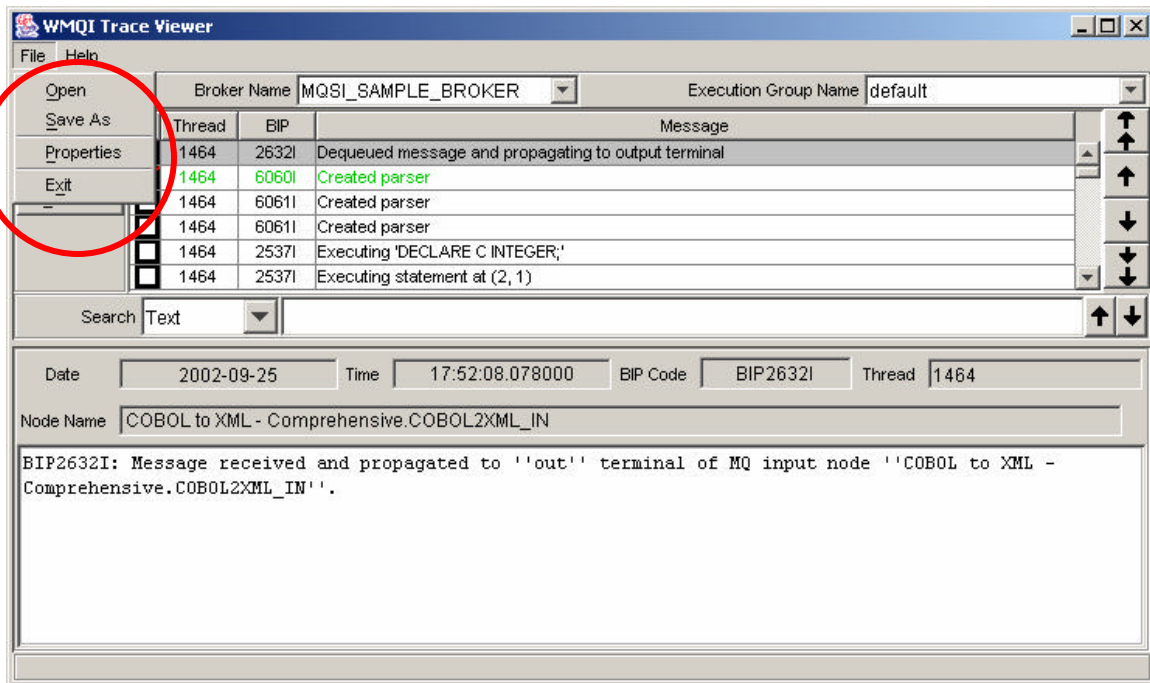 WMQI Trace Viewer
File Help
Open
Save As
Properties
Exit
Broker Name MQSI_SAMPLE_BROKER Execution Group Name default
Thread BIP Message
1464 2632I Dequeued message and propagating to output terminal
1464 6060I Created parser
1464 6061I Created parser
1464 6061I Created parser
1464 2537I Executing 'DECLARE C INTEGER;'
1464 2537I Executing statement at (2, 1)
Search Text
Date 2002-09-25 Time 17:52:08.078000 BIP Code BIP2632I Thread 1464
Node Name COBOL to XML - Comprehensive.COBOL2XML_IN
BIP2632I: Message received and propagated to ''out'' terminal of MQ input node ''COBOL to XML -
Comprehensive.COBOL2XML_IN''.